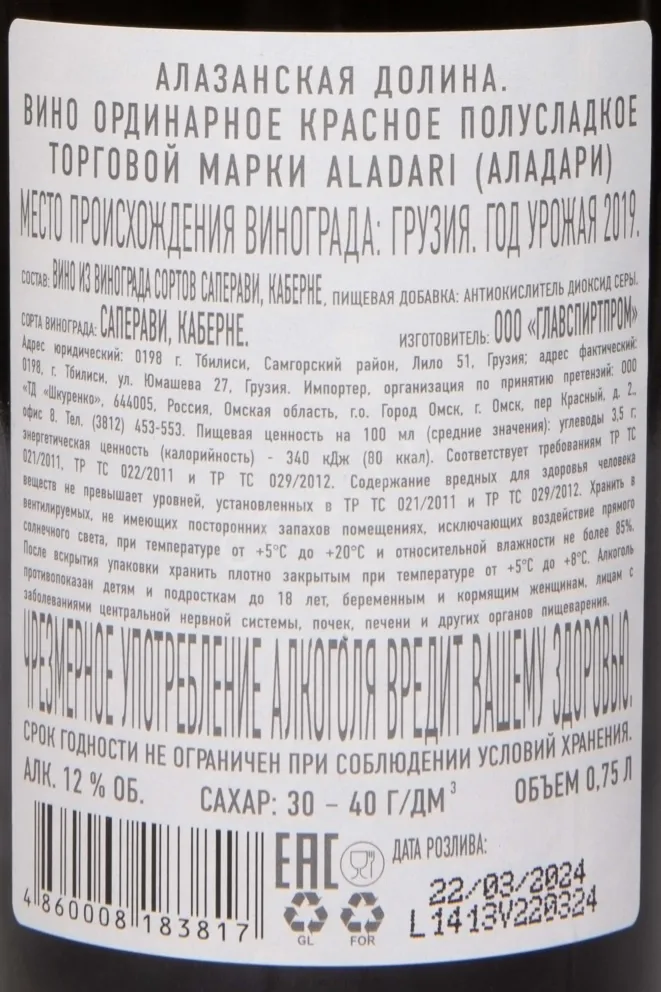 АЛАЗАНСКАЯ ДОЛИНА.
ВИНО ОРДИНАРНОЕ КРАСНОЕ ПОЛУСЛАДКОЕ
ТОРГОВОЙ МАРКИ ALADARI (АЛАДАРИ)
МЕСТО ПРОИСХОЖДЕНИЯ ВИНОГРАДА: ГРУЗИЯ. ГОД УРОЖАЯ 2019.
СОСТАВ: ВИНО ИЗ ВИНОГРАДА СОРТОВ САПЕРАВИ, КАБЕРНЕ, ПИЩЕВАЯ ДОБАВКА: АНТИОКИСЛИТЕЛЬ ДИОКСИД СЕРЫ.
СОРТА ВИНОГРАДА: САПЕРАВИ, КАБЕРНЕ. ИЗГОТОВИТЕЛЬ: ООО «ГЛАВСПИРТПРОМ»
Адрес юридический: 0198 г. Тбилиси, Самгорский район, Лило 51, Грузия; адрес фактический:
0198, г. Тбилиси, ул. Юмашева 27, Грузия. Импортер, организация по принятию претензий: ООО
«ТД «Шкуренко», 644005, Россия, Омская область, г.о. Город Омск, г. Омск, пер Красный, д. 2,
офис 8. Тел. (3812) 453-553. Пищевая ценность на 100 мл (средние значения): углеводы 3,5 г;
энергетическая ценность (калорийность) - 340 кДж (80 ккал). Соответствует требованиям ТР ТС
021/2011, ТР ТС 022/2011 и ТР ТС 029/2012. Содержание вредных для здоровья человека
веществ не превышает уровней, установленных в ТР ТС 021/2011 и ТР ТС 029/2012. Хранить в
вентилируемых, не имеющих посторонних запахов помещениях, исключающих воздействие прямого
солнечного света, при температуре от +5°С до +20°С и относительной влажности не более 85%.
После вскрытия упаковки хранить плотно закрытым при температуре от +5°С до +8°С. Алкоголь
противопоказан детям и подросткам до 18 лет, беременным и кормящим женщинам, лицам с
заболеваниями центральной нервной системы, почек, печени и других органов пищеварения.
ЧРЕЗМЕРНОЕ УПОТРЕБЛЕНИЕ АЛКОГОЛЯ ВРЕДИТ ВАШЕМУ ЗДОРОВЬЮ.
СРОК ГОДНОСТИ НЕ ОГРАНИЧЕН ПРИ СОБЛЮДЕНИИ УСЛОВИЙ ХРАНЕНИЯ.
АЛК. 12 % ОБ. САХАР: 30 – 40 Г/ДМ³ ОБЪЕМ 0,75 Л
EAC ДАТА РОЗЛИВА:
22/03/2024
L1413V220324
4 860008 183817
GL FOR